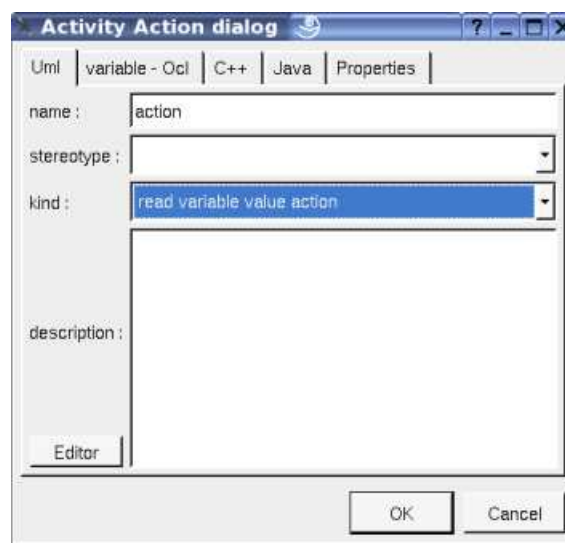 Activity Action dialog ? _ X
Uml variable - Ocl C++ Java Properties
name : action
stereotype :
kind : read variable value action
description :
Editor
OK Cancel